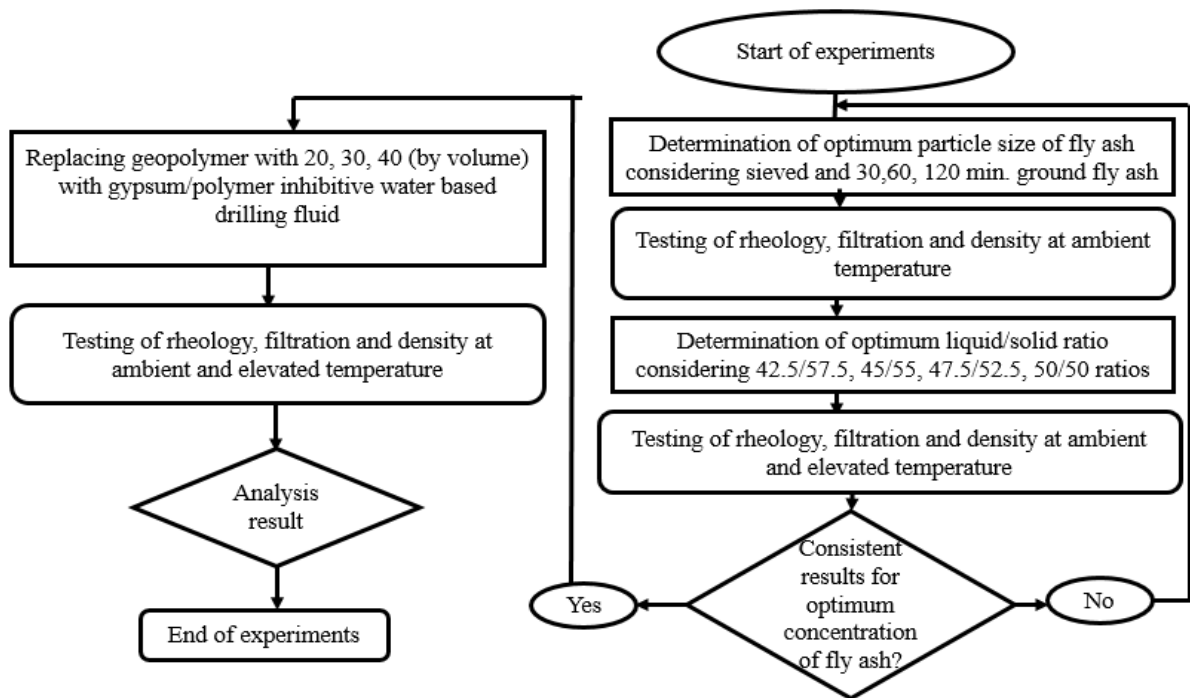 Start of experiments
Determination of optimum particle size of fly ash
considering sieved and 30,60, 120 min. ground fly ash
Testing of rheology, filtration and density at ambient
temperature
Determination of optimum liquid/solid ratio
considering 42.5/57.5, 45/55, 47.5/52.5, 50/50 ratios
Testing of rheology, filtration and density at ambient
and elevated temperature
Consistent
results for
optimum
concentration
of fly ash?
No
Yes
Replacing geopolymer with 20, 30, 40 (by volume)
with gypsum/polymer inhibitive water based
drilling fluid
Testing of rheology, filtration and density at
ambient and elevated temperature
Analysis
result
End of experiments